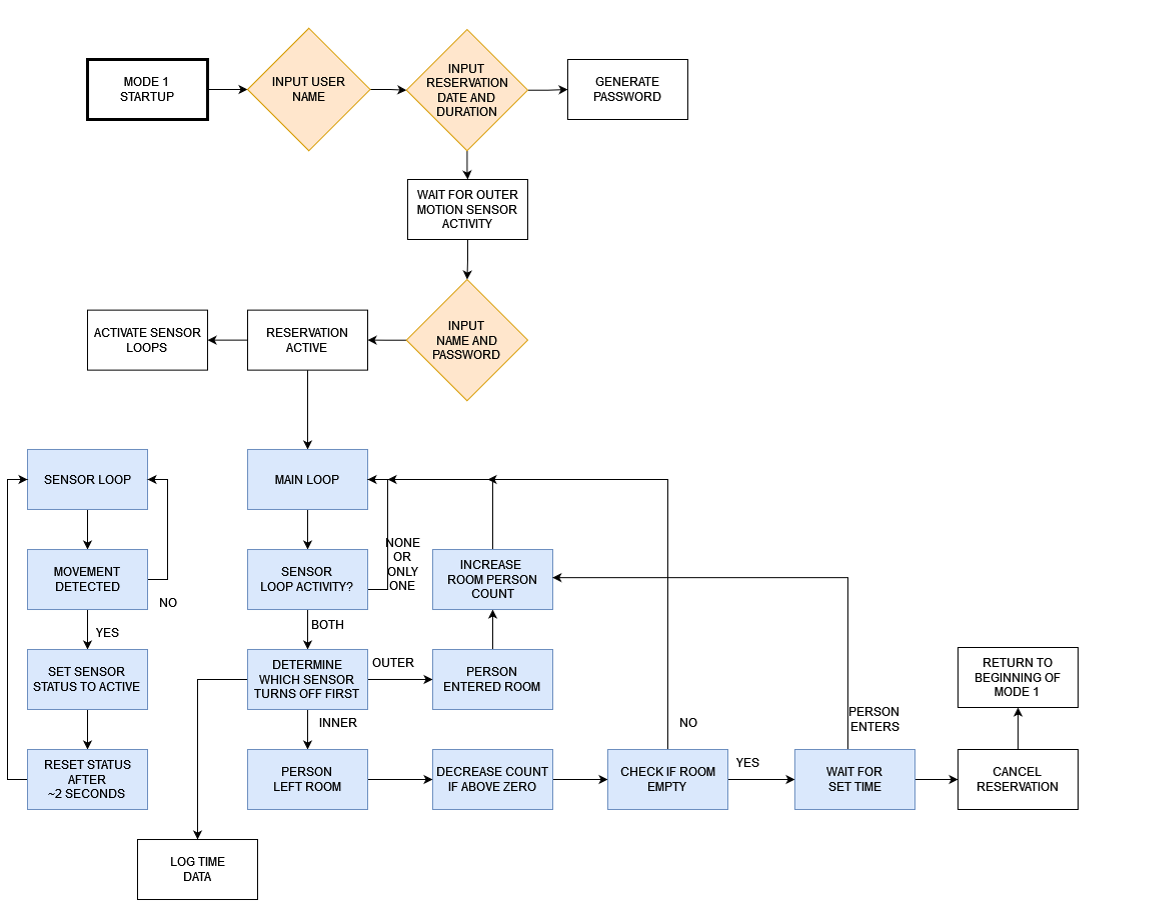 MODE 1
STARTUP
INPUT USER
NAME
INPUT
RESERVATION
DATE AND
DURATION
GENERATE
PASSWORD
WAIT FOR OUTER
MOTION SENSOR
ACTIVITY
ACTIVATE SENSOR
LOOPS
RESERVATION
ACTIVE
INPUT
NAME AND
PASSWORD
SENSOR LOOP
MAIN LOOP
MOVEMENT
DETECTED
NO
SENSOR
LOOP ACTIVITY?
NONE
OR
ONLY
ONE
INCREASE
ROOM PERSON
COUNT
YES
BOTH
SET SENSOR
STATUS TO ACTIVE
DETERMINE
WHICH SENSOR
TURNS OFF FIRST
OUTER
PERSON
ENTERED ROOM
RETURN TO
BEGINNING OF
MODE 1
INNER
NO
PERSON
ENTERS
RESET STATUS
AFTER
~2 SECONDS
PERSON
LEFT ROOM
DECREASE COUNT
IF ABOVE ZERO
CHECK IF ROOM
EMPTY
YES
WAIT FOR
SET TIME
CANCEL
RESERVATION
LOG TIME
DATA